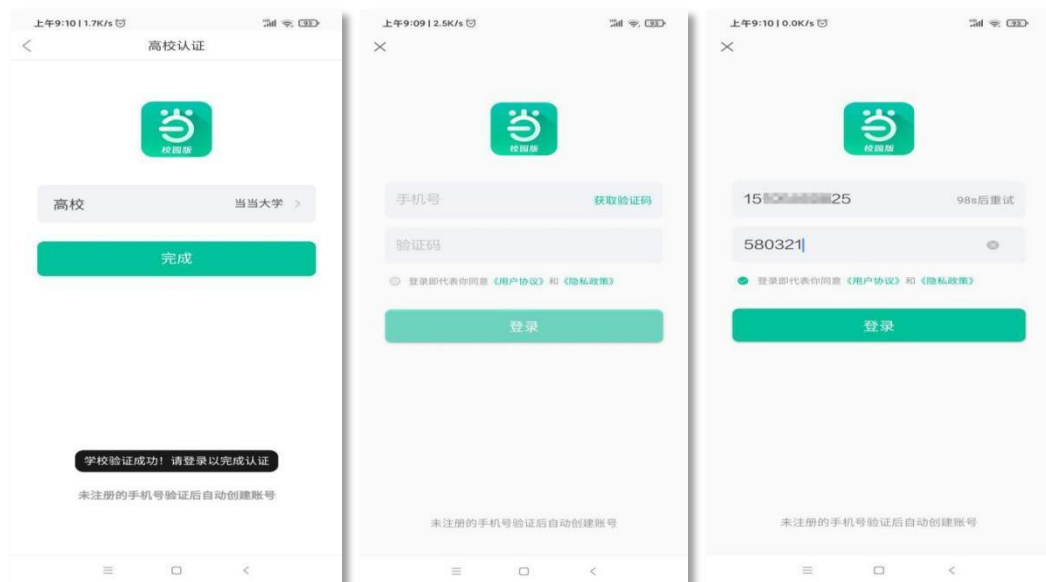 上午9:10 | 1.7K/s
93
高校认证
校园版
高校
当当大学
完成
学校验证成功！请登录以完成认证
未注册的手机号验证后自动创建账号
上午9:09 | 2.5K/s
93
校园版
手机号
获取验证码
验证码
登录即代表你同意《用户协议》和《隐私政策》
登录
未注册的手机号验证后自动创建账号
上午9:10 | 0.0K/s
93
校园版
15
25
98s后重试
580321
登录即代表你同意《用户协议》和《隐私政策》
登录
未注册的手机号验证后自动创建账号